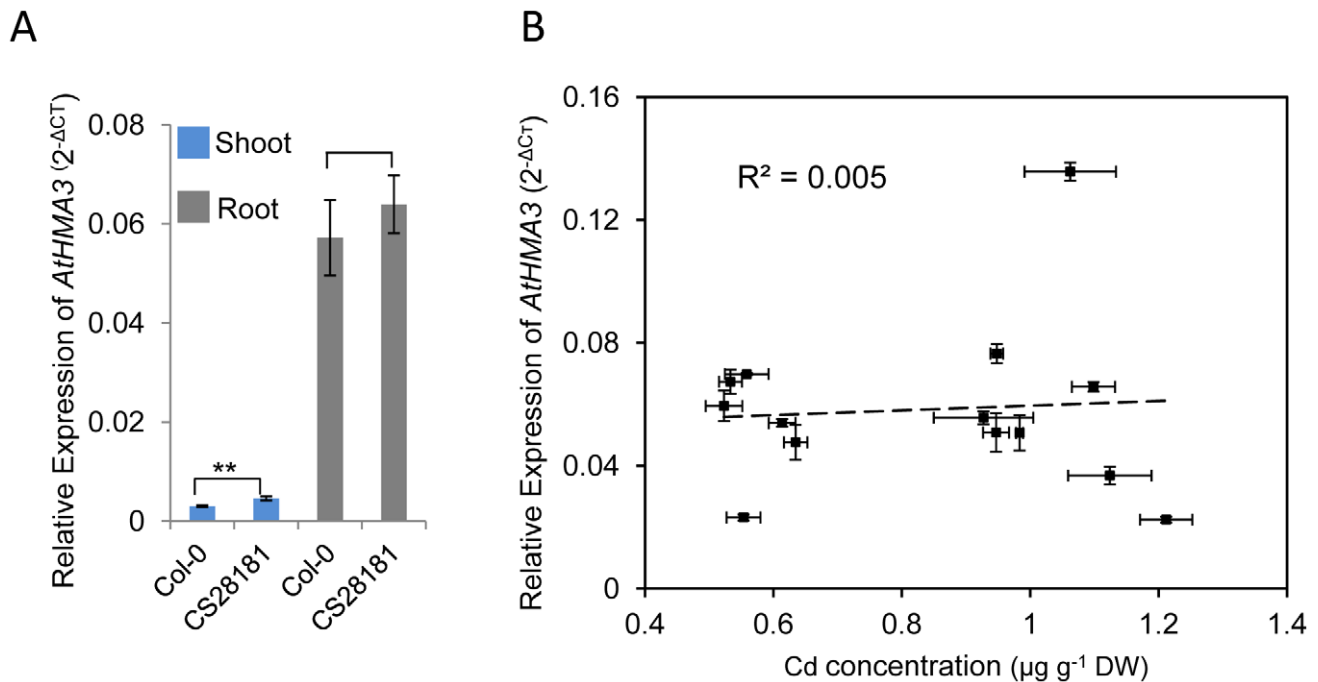 A
Relative Expression of AtHMA3 (2-ΔCT)
0.08
0.06
0.04
0.02
0
Shoot
Root
**
Col-0
CS28181
Col-0
CS28181
B
Relative Expression of AtHMA3 (2-ΔCT)
0.16
0.12
0.08
0.04
0
R² = 0.005
0.4
0.6
0.8
1
1.2
1.4
Cd concentration (µg g-1 DW)